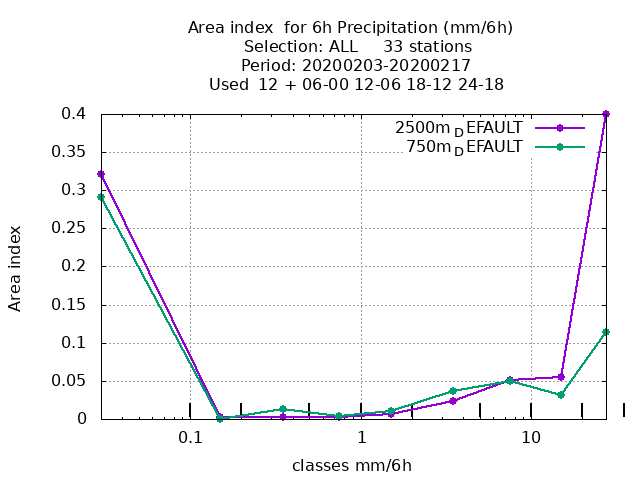 Area index  for 6h Precipitation (mm/6h)
Selection: ALL     33 stations
Period: 20200203-20200217
Used  12 + 06-00 12-06 18-12 24-18
2500m_DEFAULT
750m_DEFAULT
0.4
0.35
0.3
0.25
0.2
0.15
0.1
0.05
0
Area index
0.1 1 10
classes mm/6h